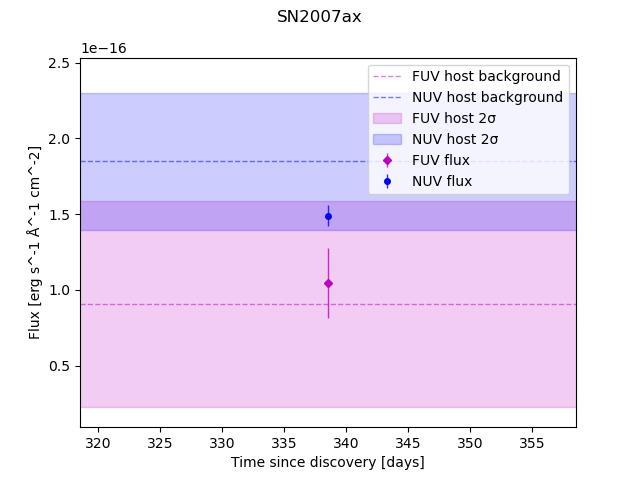 SN2007ax
1e−16
2.5
2.0
1.5
1.0
0.5
Flux [erg s^-1 Å^-1 cm^-2]
FUV host background
NUV host background
FUV host 2σ
NUV host 2σ
FUV flux
NUV flux
320 325 330 335 340 345 350 355
Time since discovery [days]